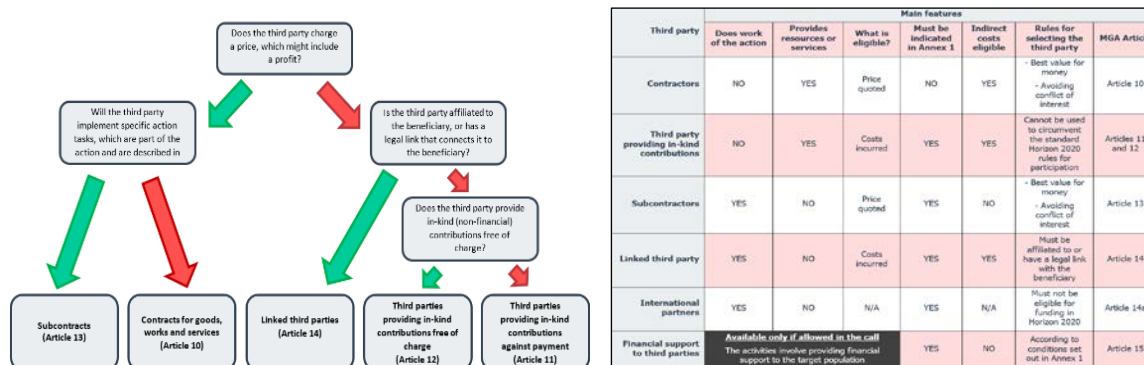 Does the third party charge
a price, which might include
a profit?
Will the third party
implement specific action
tasks, which are part of the
action and are described in
Is the third party affiliated to
the beneficiary, or has a
legal link that connects it to
the beneficiary?
Does the third party provide
in-kind (non-financial)
contributions free of
charge?
Subcontracts
(Article 13)
Contracts for goods,
works and services
(Article 10)
Linked third parties
(Article 14)
Third parties
providing in-kind
contributions free of
charge
(Article 12)
Third parties
providing in-kind
contributions
against payment
(Article 11)
Third party
Main features
Does work
of the action
Provides
resources or
services
What is
eligible?
Must be
indicated
in Annex 1
Indirect
costs
eligible
Rules for
selecting the
third party
MGA Artic
Contractors
NO
YES
Price
quoted
NO
YES
- Best value for
money
- Avoiding
conflict of
interest
Article 10
Third party
providing in-kind
contributions
NO
YES
Costs
incurred
YES
YES
Cannot be used
to circumvent
the standard
Horizon 2020
rules for
participation
Articles 11
and 12
Subcontractors
YES
NO
Price
quoted
YES
NO
- Best value for
money
- Avoiding
conflict of
interest
Article 13
Linked third party
YES
NO
Costs
incurred
YES
YES
Must be
affiliated to or
have a legal link
with the
beneficiary
Article 14
International
partners
YES
NO
N/A
YES
N/A
Must not be
eligible for
funding in
Horizon 2020
Article 14a
Financial support
to third parties
Available only if allowed in the call
The activities involve providing financial
support to the target population
YES
NO
According to
conditions set
out in Annex 1
Article 15